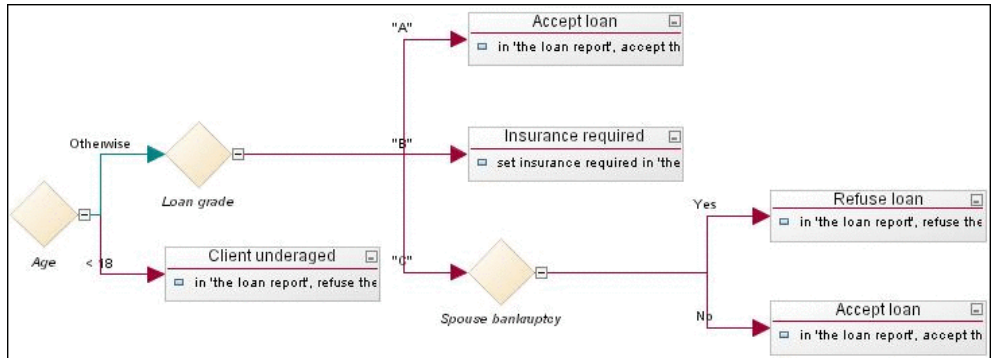 "A"
Accept loan
in 'the loan report', accept th
Otherwise
"B"
Insurance required
set insurance required in 'the
Loan grade
Age
< 18
Client underaged
in 'the loan report', refuse the
"C"
Spouse bankruptcy
Yes
Refuse loan
in 'the loan report', refuse the
No
Accept loan
in 'the loan report', accept th